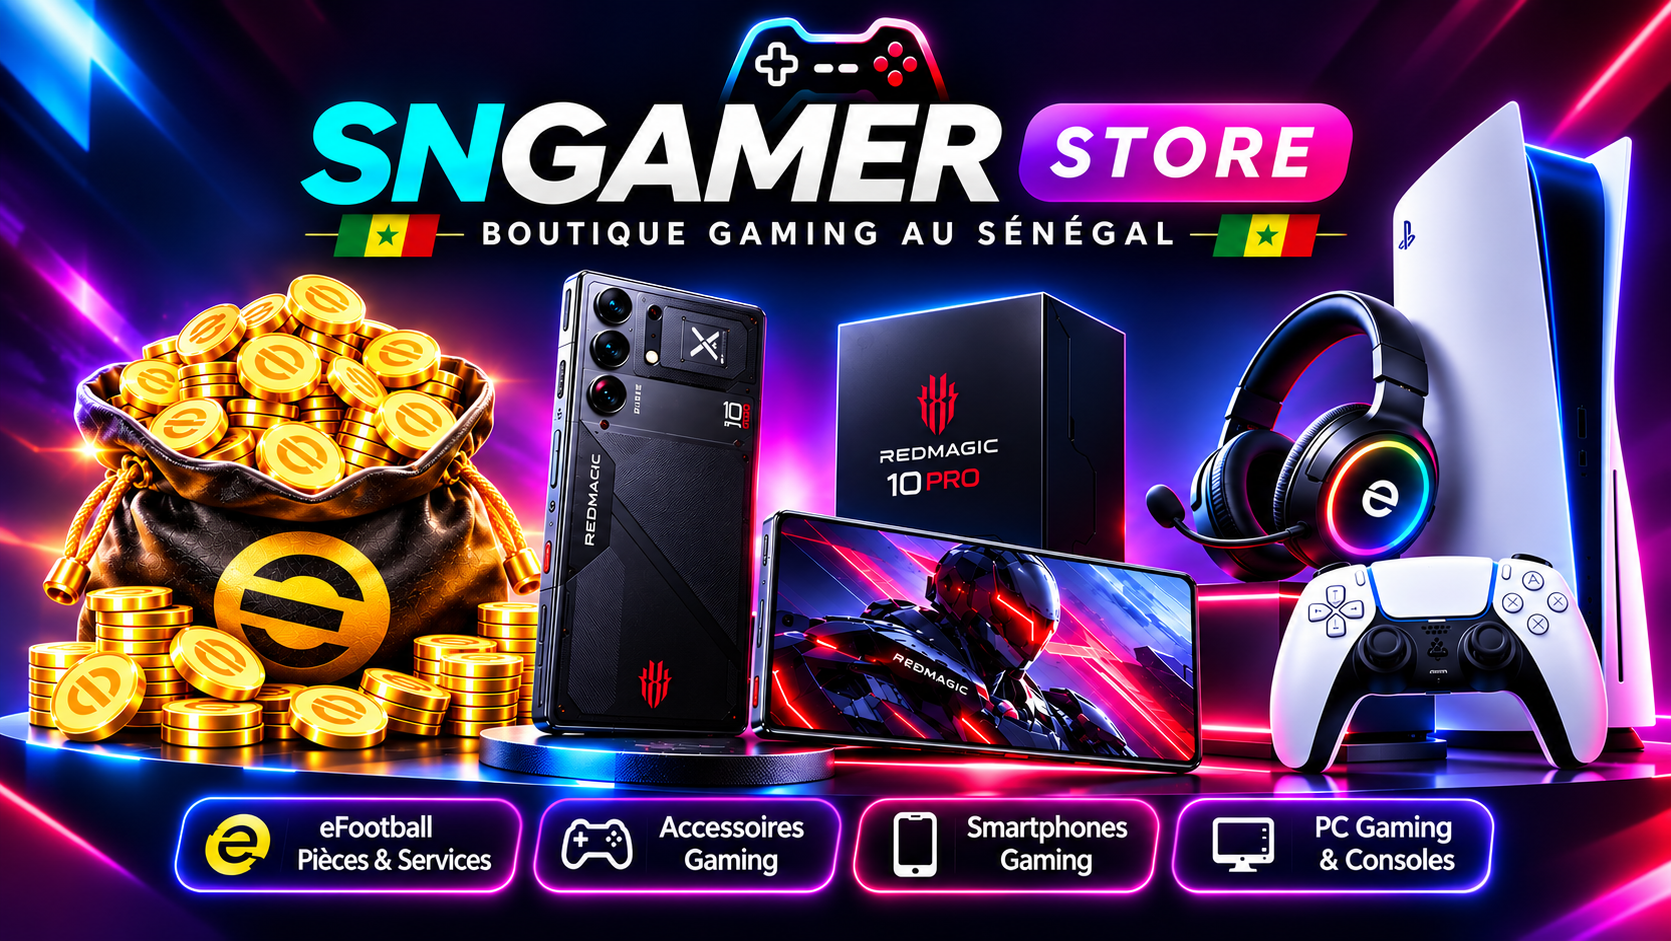 SNGAMER STORE
BOUTIQUE GAMING AU SÉNÉGAL
10
REDMAGIC
REDMAGIC
10 PRO
REDMAGIC
eFootball
Pièces & Services
Accessoires
Gaming
Smartphones
Gaming
PC Gaming
& Consoles